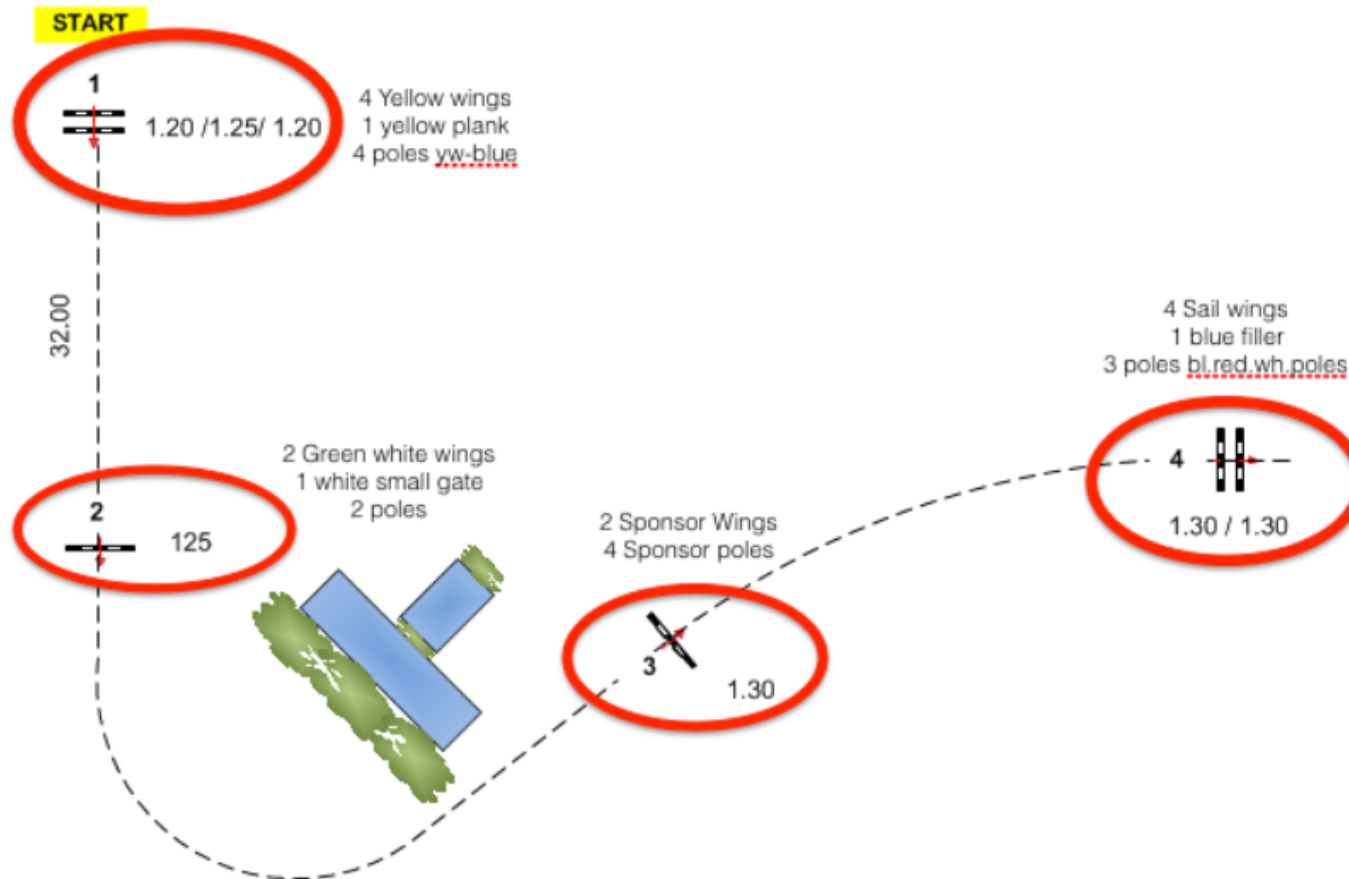 START
1
1.20 /1.25/ 1.20
4 Yellow wings
1 yellow plank
4 poles yw-blue
32.00
2
125
2 Green white wings
1 white small gate
2 poles
2 Sponsor Wings
4 Sponsor poles
3
1.30
4 Sail wings
1 blue filler
3 poles bl.red.wh.poles
4
1.30 / 1.30